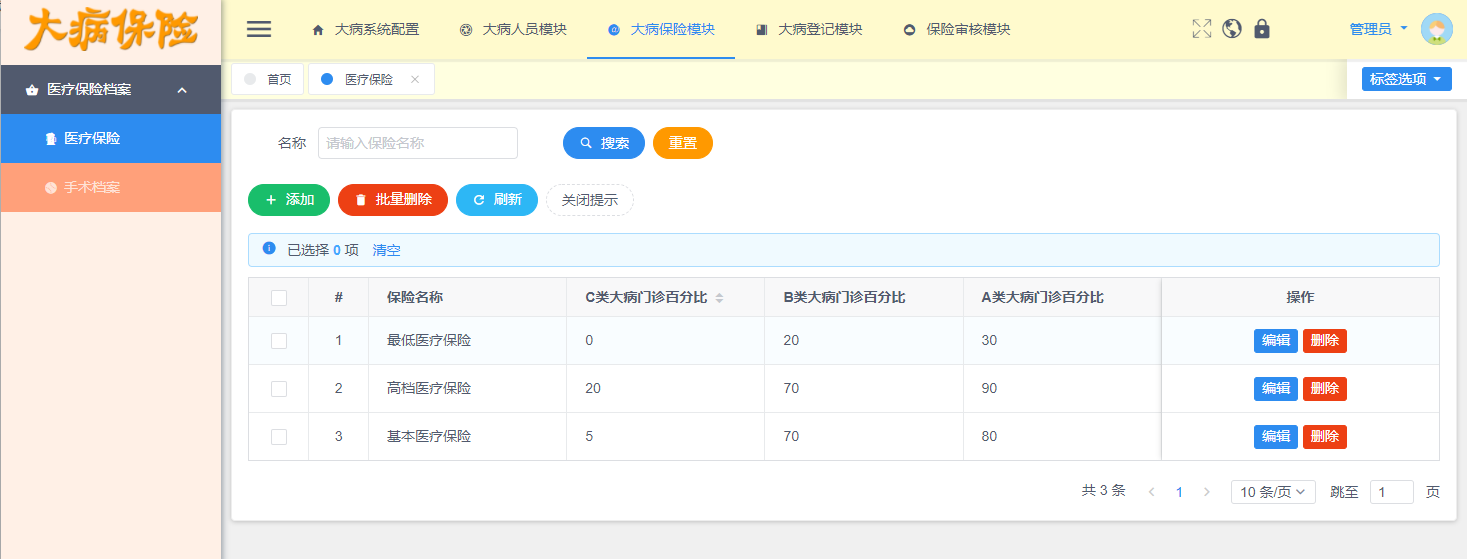 大病保险
大病系统配置 大病人员模块 大病保险模块 大病登记模块 保险审核模块 管理员
医疗保险档案
医疗保险
手术档案
首页 医疗保险 标签选项
名称 请输入保险名称 搜索 重置
添加 批量删除 刷新 关闭提示
已选择 0 项 清空
# 保险名称 C类大病门诊百分比 B类大病门诊百分比 A类大病门诊百分比 操作
1 最低医疗保险 0 20 30 编辑 删除
2 高档医疗保险 20 70 90 编辑 删除
3 基本医疗保险 5 70 80 编辑 删除
共 3 条 1 10 条/页 跳至 1 页